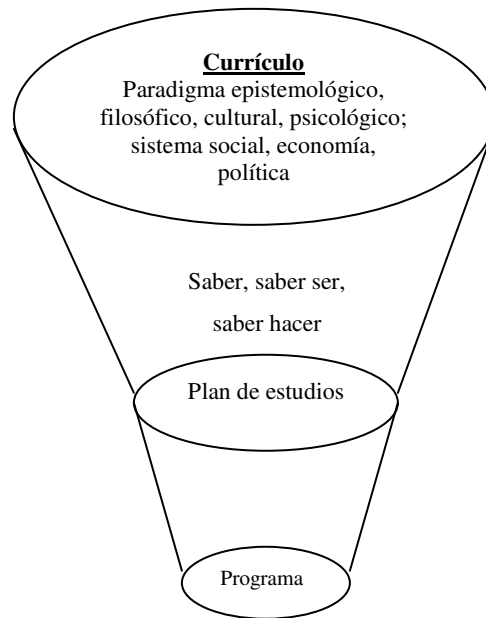 Currículo
Paradigma epistemológico,
filosófico, cultural, psicológico;
sistema social, economía,
política
Saber, saber ser,
saber hacer
Plan de estudios
Programa